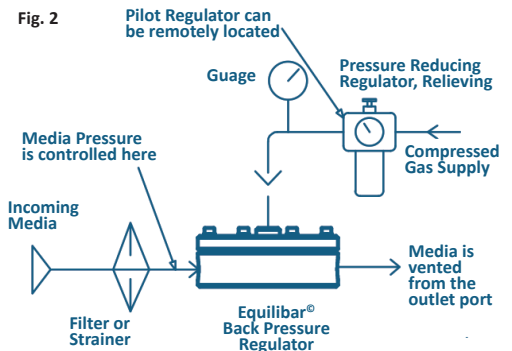 Fig. 2
Pilot Regulator can
be remotely located
Guage
Pressure Reducing
Regulator, Relieving
Media Pressure
is controlled here
Compressed
Gas Supply
Incoming
Media
Media is
vented
from the
outlet port
Filter or
Strainer
Equilibar©
Back Pressure
Regulator